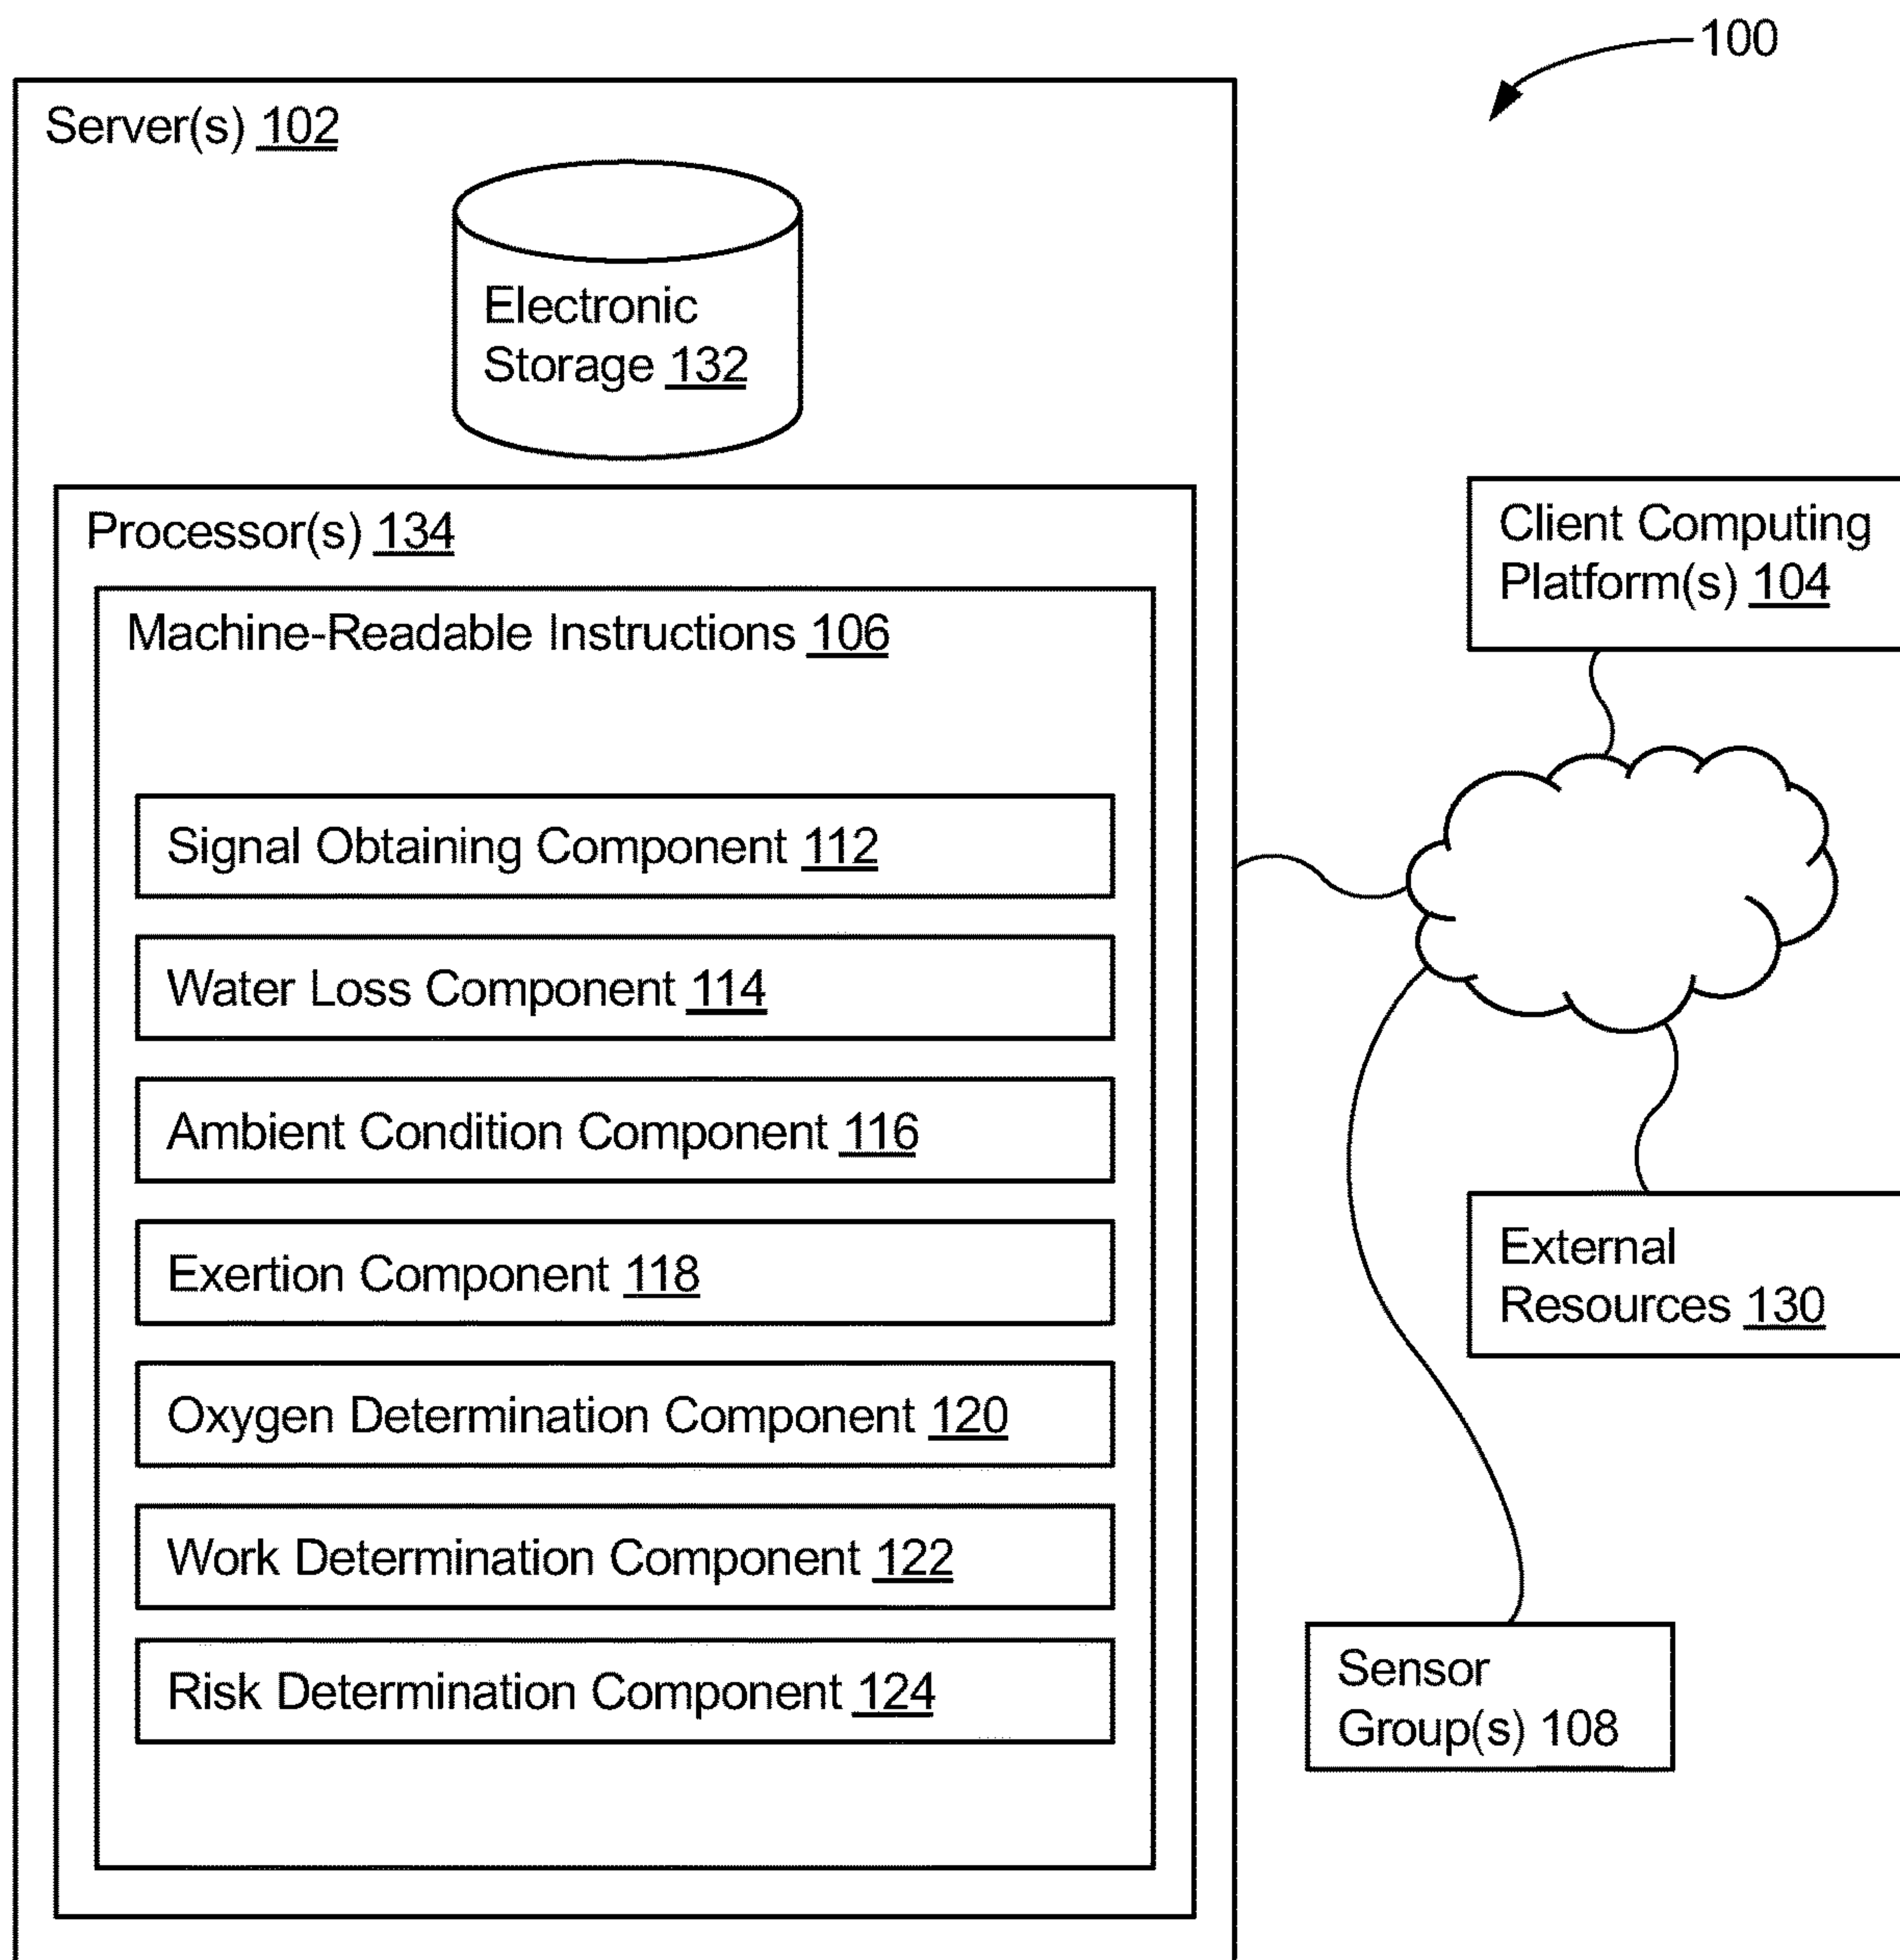 100
Server(s) 102
Electronic
Storage 132
Processor(s) 134
Machine-Readable Instructions 106
Signal Obtaining Component 112
Water Loss Component 114
Ambient Condition Component 116
Exertion Component 118
Oxygen Determination Component 120
Work Determination Component 122
Risk Determination Component 124
Client Computing
Platform(s) 104
External
Resources 130
Sensor
Group(s) 108